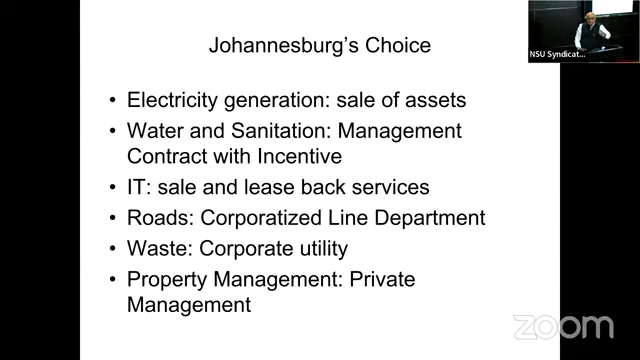 Johannesburg's Choice
NSU Syndicat...
• Electricity generation: sale of assets
• Water and Sanitation: Management
Contract with Incentive
• IT: sale and lease back services
• Roads: Corporatized Line Department
• Waste: Corporate utility
• Property Management: Private
Management
zoom